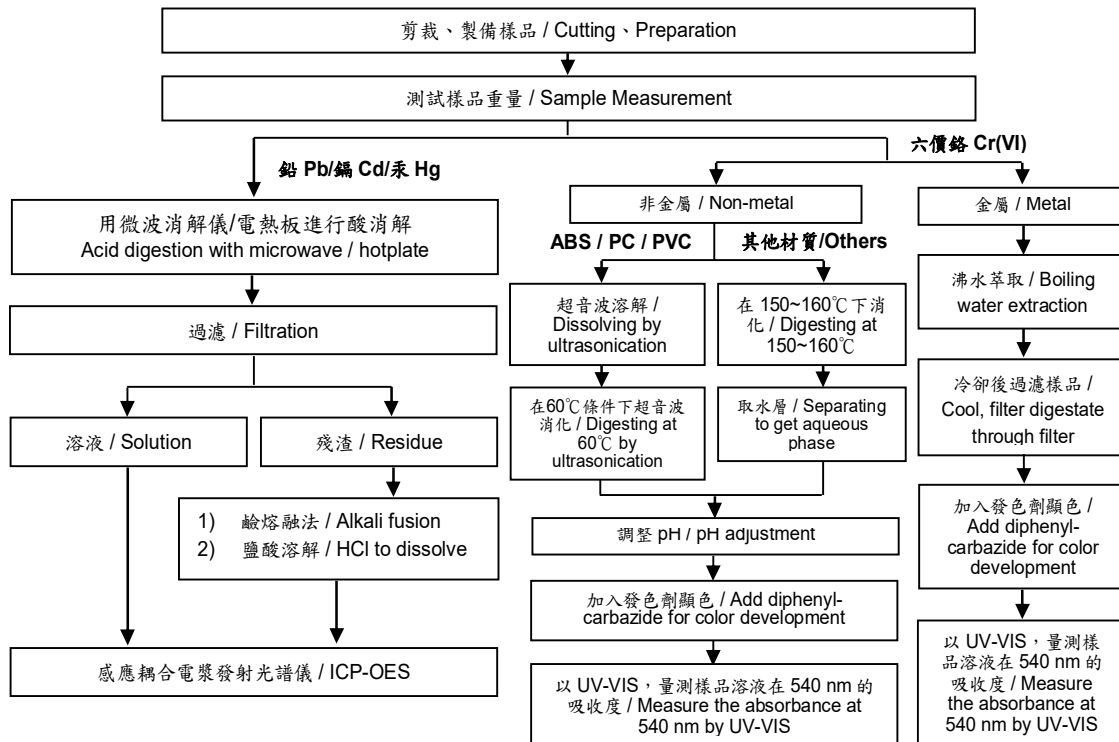 剪裁、製備樣品 / Cutting、Preparation
測試樣品重量 / Sample Measurement
鉛 Pb/鎘 Cd/汞 Hg
六價鉻 Cr(VI)
用微波消解儀/電熱板進行酸消解
Acid digestion with microwave / hotplate
過濾 / Filtration
溶液 / Solution
殘渣 / Residue
1) 鹼熔融法 / Alkali fusion
2) 鹽酸溶解 / HCl to dissolve
感應耦合電漿發射光譜儀 / ICP-OES
非金屬 / Non-metal
ABS / PC / PVC
其他材質/Others
超音波溶解 /
Dissolving by
ultrasonication
在60℃條件下超音波
消化 / Digesting at
60℃ by
ultrasonication
在 150~160℃下消
化 / Digesting at
150~160℃
取水層 / Separating
to get aqueous
phase
調整 pH / pH adjustment
加入發色劑顯色 / Add diphenyl-
carbazide for color development
以 UV-VIS，量測樣品溶液在 540 nm 的
吸收度 / Measure the absorbance at
540 nm by UV-VIS
金屬 / Metal
沸水萃取 / Boiling
water extraction
冷卻後過濾樣品 /
Cool, filter digestate
through filter
加入發色劑顯色 /
Add diphenyl-
carbazide for color
development
以 UV-VIS，量測樣
品溶液在 540 nm 的
吸收度 / Measure
the absorbance at
540 nm by UV-VIS